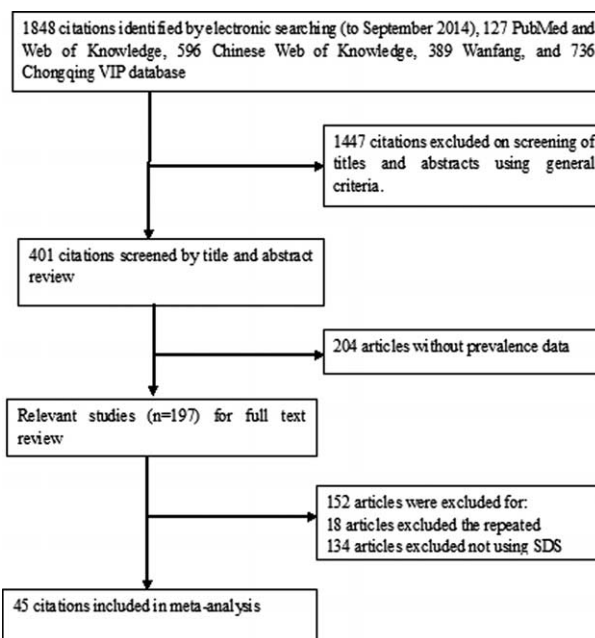 1848 citations identified by electronic searching (to September 2014), 127 PubMed and
Web of Knowledge, 596 Chinese Web of Knowledge, 389 Wanfang, and 736
Chongqing VIP database
1447 citations excluded on screening of
titles and abstracts using general
criteria.
401 citations screened by title and abstract
review
204 articles without prevalence data
Relevant studies (n=197) for full text
review
152 articles were excluded for:
18 articles excluded the repeated
134 articles excluded not using SDS
45 citations included in meta-analysis